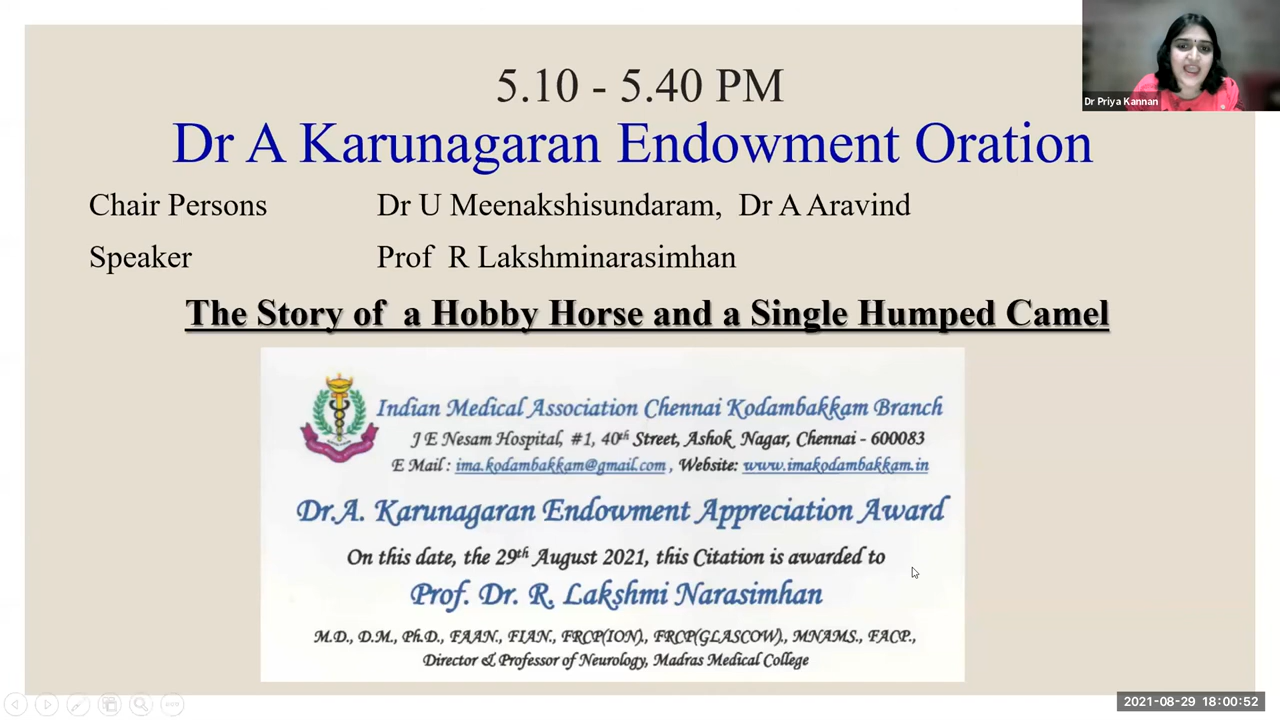 Dr Priya Kannan
5.10 - 5.40 PM
Dr A Karunagaran Endowment Oration
Chair Persons Dr U Meenakshisundaram, Dr A Aravind
Speaker Prof R Lakshminarasimhan
The Story of a Hobby Horse and a Single Humped Camel
Indian Medical Association Chennai Kodambakkam Branch
J E Nesam Hospital, #1, 40th Street, Ashok Nagar, Chennai - 600083
E Mail : ima.kodambakkam@gmail.com , Website: www.imakodambakkam.in
Dr.A. Karunagaran Endowment Appreciation Award
On this date, the 29th August 2021, this Citation is awarded to
Prof. Dr. R. Lakshmi Narasimhan
M.D., D.M., Ph.D., FAAN., FIAN., FRCP(ION)., FRCP(GLASCOW)., MNAMS., FACP.,
Director & Professor of Neurology, Madras Medical College
2021-08-29 18:00:52